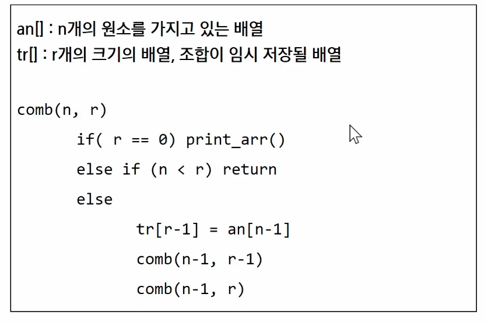 an[] : n개의 원소를 가지고 있는 배열
tr[] : r개의 크기의 배열, 조합이 임시 저장될 배열
comb(n, r)
if( r == 0) print_arr()
else if (n < r) return
else
tr[r-1] = an[n-1]
comb(n-1, r-1)
comb(n-1, r)